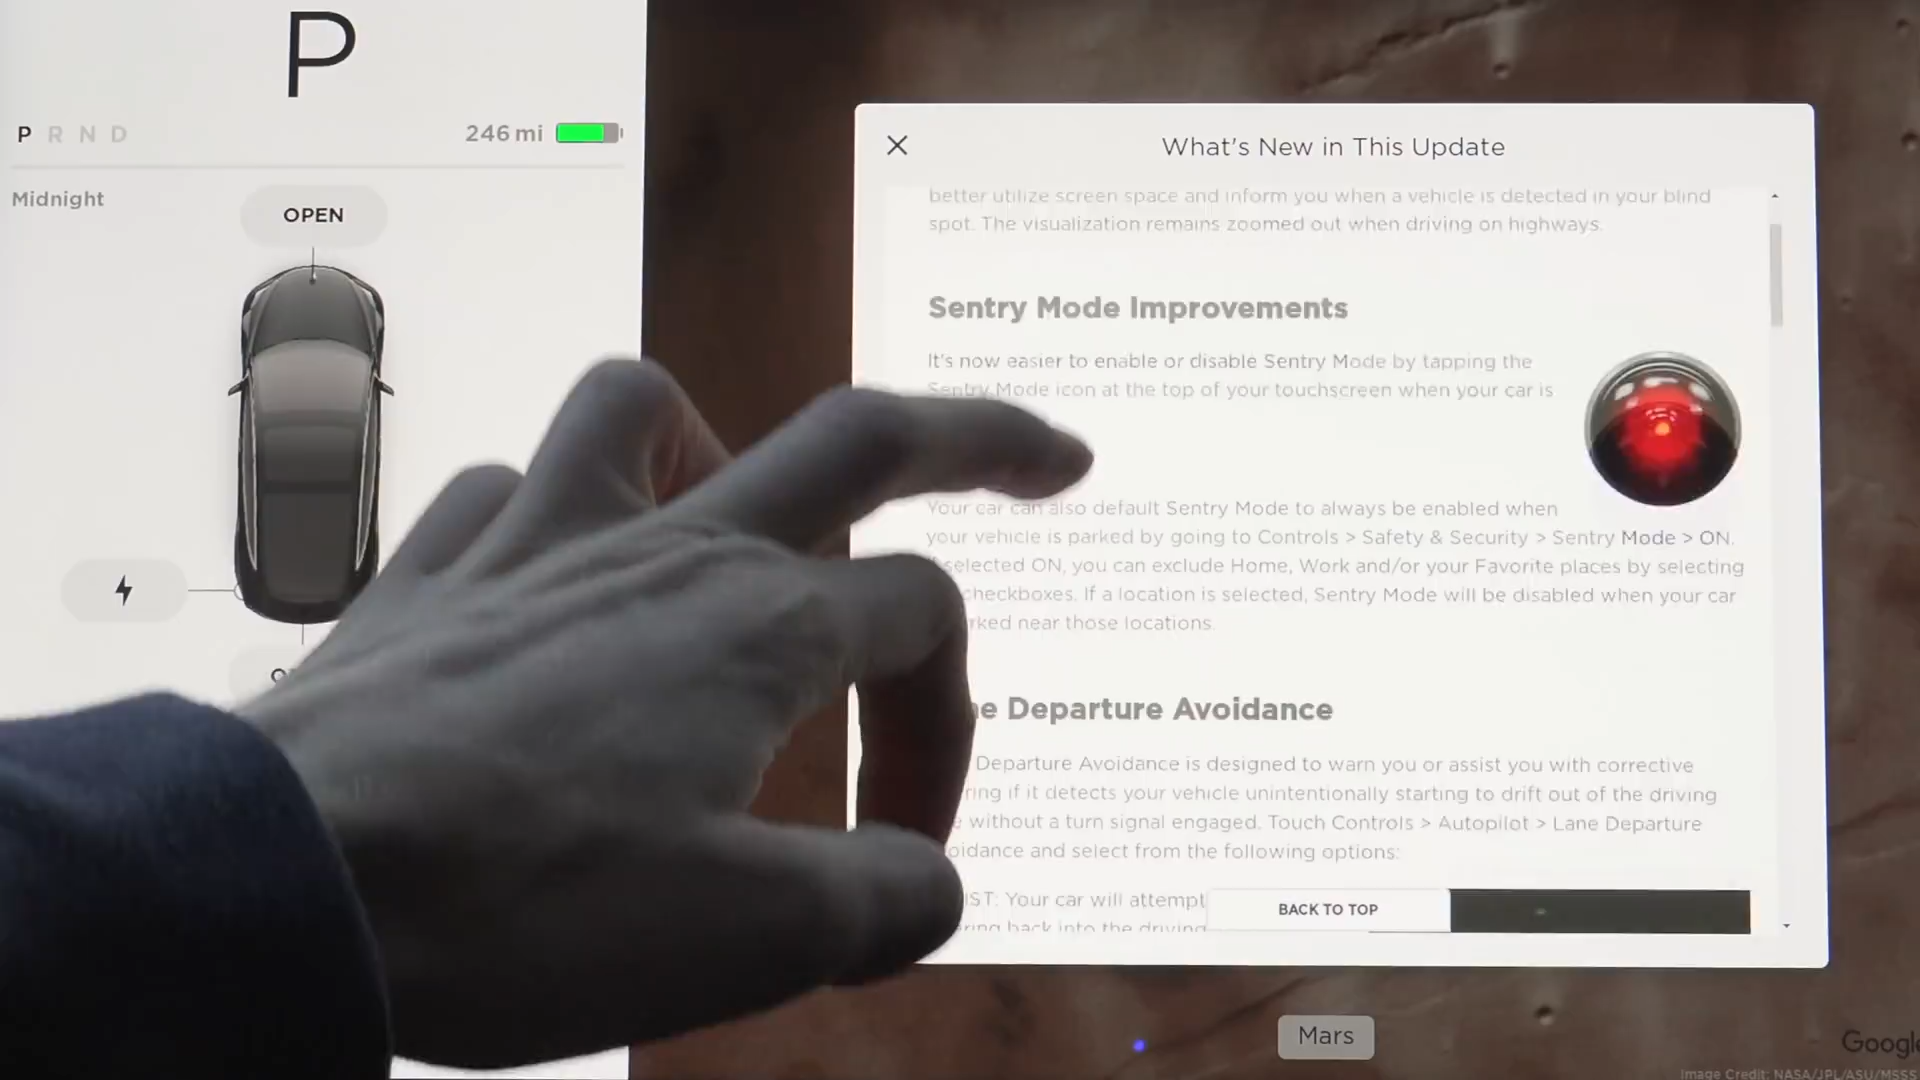 P
P R N D
246 mi
Midnight
OPEN
What's New in This Update
better utilize screen space and inform you when a vehicle is detected in your blind
spot. The visualization remains zoomed out when driving on highways.
Sentry Mode Improvements
It's now easier to enable or disable Sentry Mode by tapping the
Sentry Mode icon at the top of your touchscreen when your car is
Your car can also default Sentry Mode to always be enabled when
your vehicle is parked by going to Controls > Safety & Security > Sentry Mode > ON.
selected ON, you can exclude Home, Work and/or your Favorite places by selecting
checkboxes. If a location is selected, Sentry Mode will be disabled when your car
near those locations.
Departure Avoidance
Departure Avoidance is designed to warn you or assist you with corrective
if it detects your vehicle unintentionally starting to drift out of the driving
without a turn signal engaged. Touch Controls > Autopilot > Lane Departure
and select from the following options:
Your car will attempt
back into the driving
BACK TO TOP
Mars
Google
Image Credit: NASA/JPL/ASU/MSSS